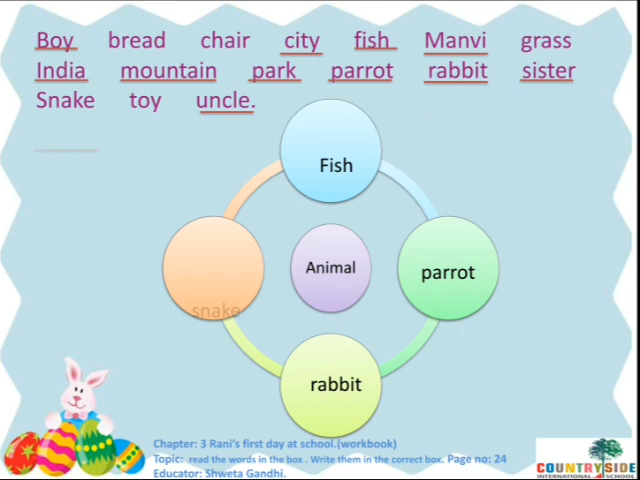 Boy bread chair city fish Manvi grass
India mountain park parrot rabbit sister
Snake toy uncle.
Fish
Animal
parrot
snake
rabbit
Chapter: 3 Rani's first day at school.(workbook)
Topic: read the words in the box . Write them in the correct box. Page no: 24
Educator: Shweta Gandhi.
COUNTRYSIDE
INTERNATIONAL SCHOOL